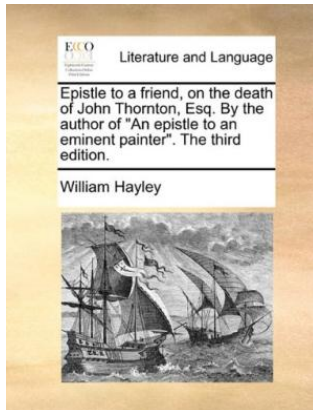 ECCO
Literature and Language
Epistle to a friend, on the death
of John Thornton, Esq. By the
author of "An epistle to an
eminent painter". The third
edition.
William Hayley